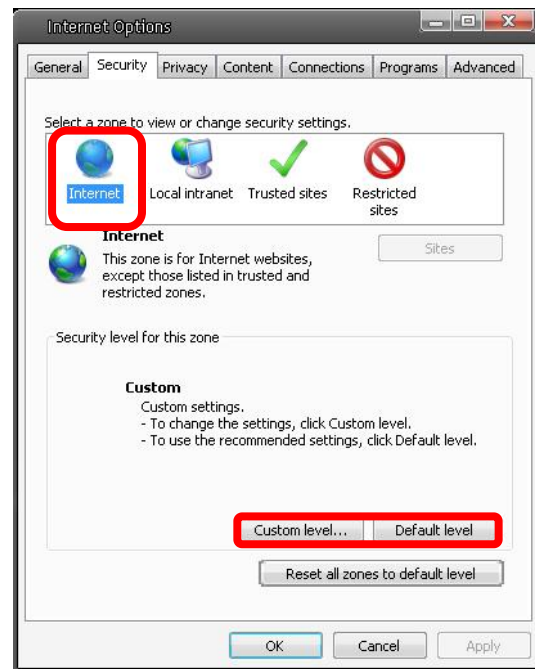 Internet Options
General Security Privacy Content Connections Programs Advanced
Select a zone to view or change security settings.
Internet Local intranet Trusted sites Restricted
sites
Internet
Sites
This zone is for Internet websites,
except those listed in trusted and
restricted zones.
Security level for this zone
Custom
Custom settings.
- To change the settings, click Custom level.
- To use the recommended settings, click Default level.
Custom level... Default level
Reset all zones to default level
OK Cancel Apply